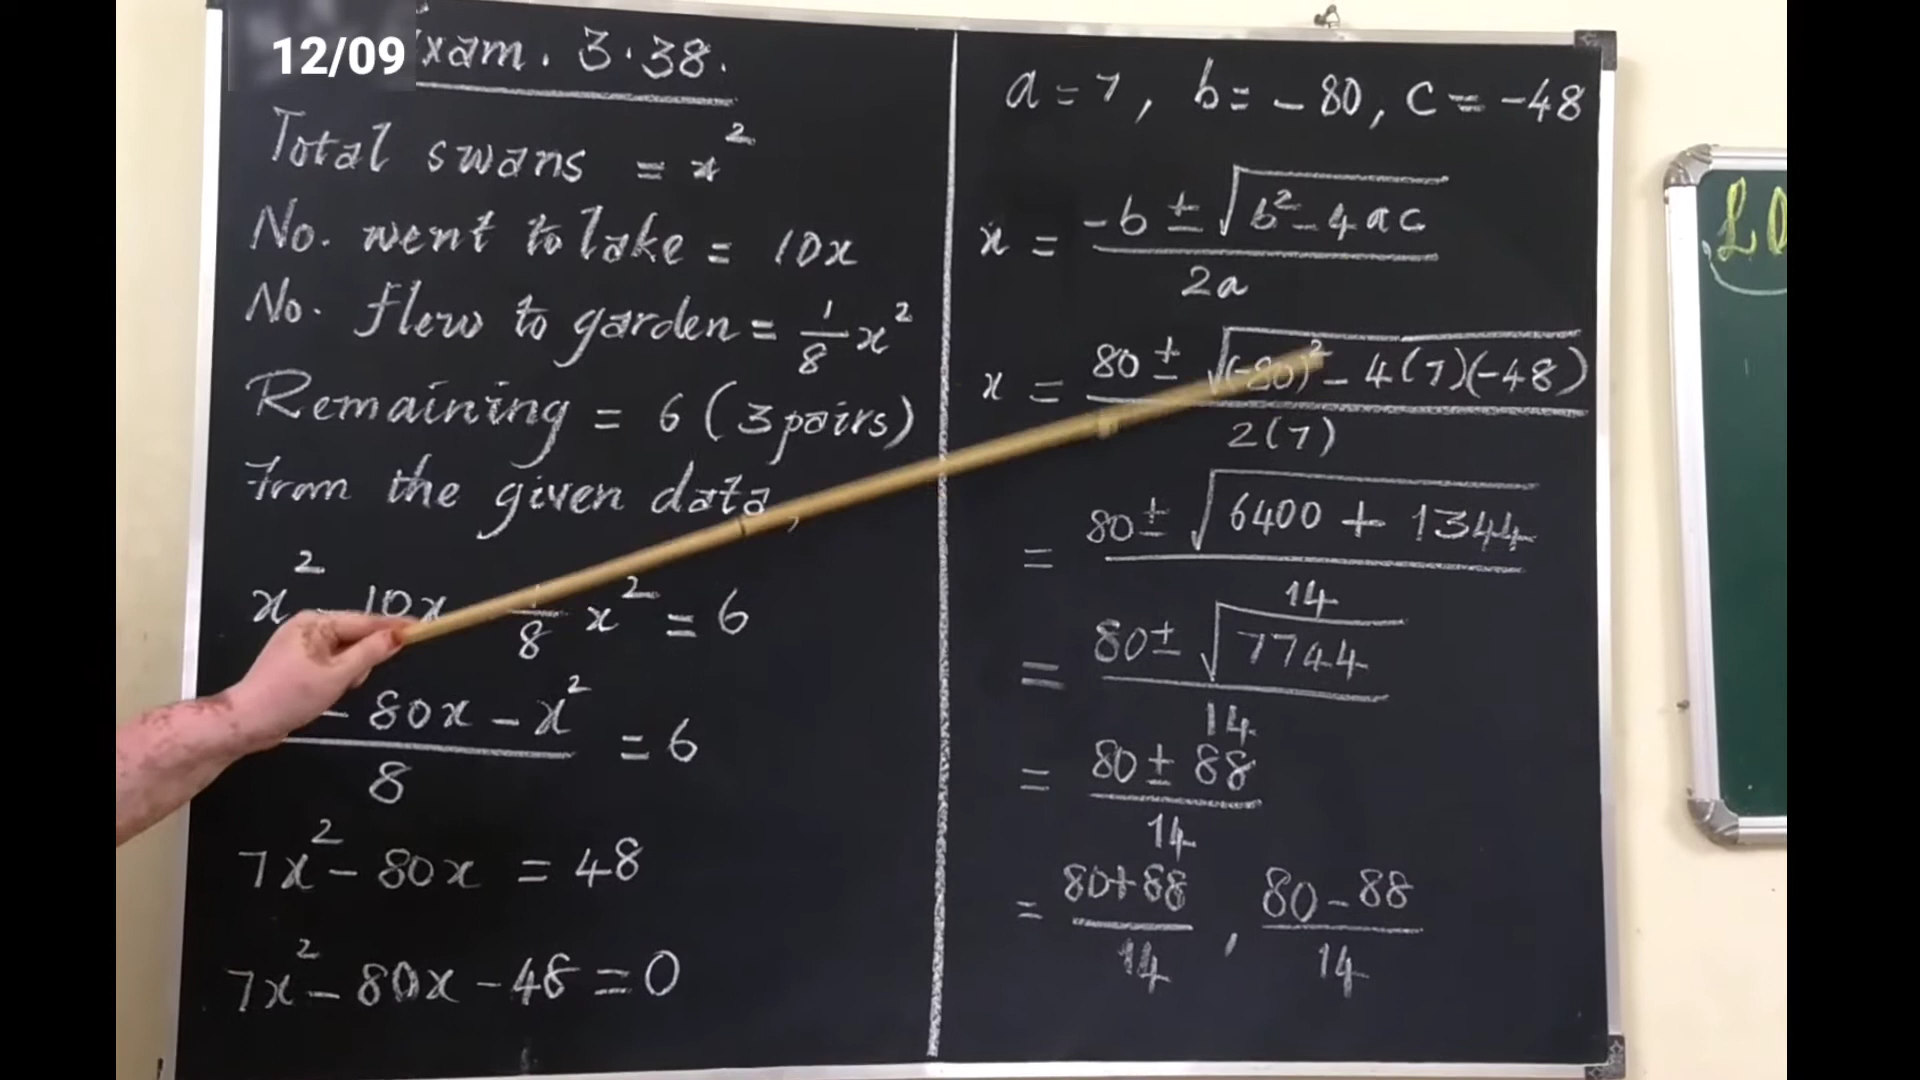 12/09
xam. 3.38.
Total swans = x²
No. went to lake = 10x
No. flew to garden = 1/8 x²
Remaining = 6 (3 pairs)
From the given data,
x² - 10x 1/8 x² = 6
- 80x - x² / 8 = 6
7x² - 80x = 48
7x² - 80x - 48 = 0
a = 7, b = - 80, c = -48
x = -b ± √b² - 4ac / 2a
x = 80 ± √(-80)² - 4(7)(-48) / 2(7)
= 80 ± √6400 + 1344 / 14
= 80 ± √7744 / 14
= 80 ± 88 / 14
= 80+88 / 14 , 80 - 88 / 14